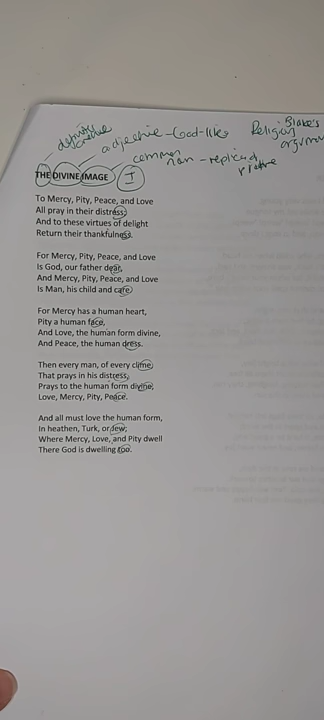 definite article
adjective - God-like
Religious
Blake's
argum
common noun - replica of
THE DIVINE IMAGE
I
To Mercy, Pity, Peace, and Love
All pray in their distress;
And to these virtues of delight
Return their thankfulness.
For Mercy, Pity, Peace, and Love
Is God, our father dear,
And Mercy, Pity, Peace, and Love
Is Man, his child and care.
For Mercy has a human heart,
Pity a human face,
And Love, the human form divine,
And Peace, the human dress.
Then every man, of every clime,
That prays in his distress,
Prays to the human form divine,
Love, Mercy, Pity, Peace.
And all must love the human form,
In heathen, Turk, or Jew;
Where Mercy, Love, and Pity dwell
There God is dwelling too.